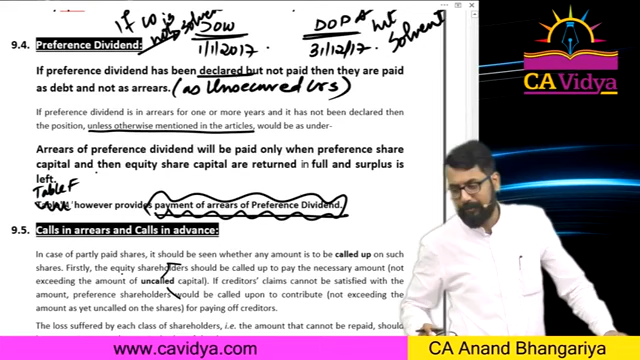 If co is
not solvent
DOW
1/1/2017
DOP
31/12/17.
not
solvent
9.4. Preference Dividend:
If preference dividend has been declared but not paid then they are paid
as debt and not as arrears. (as Unsecured Crs)
If preference dividend is in arrears for one or more years and it has not been declared then
the position, unless otherwise mentioned in the articles, would be as under-
Arrears of preference dividend will be paid only when preference share
capital and then equity share capital are returned in full and surplus is
left.
Table F
however provides payment of arrears of Preference Dividend.
9.5. Calls in arrears and Calls in advance:
In case of partly paid shares, it should be seen whether any amount is to be called up on such
shares. Firstly, the equity shareholders should be called up to pay the necessary amount (not
exceeding the amount of uncalled capital). If creditors' claims cannot be satisfied with the
amount, preference shareholders would be called upon to contribute (not exceeding the
amount as yet uncalled on the shares) for paying off creditors.
The loss suffered by each class of shareholders, i.e. the amount that cannot be repaid, should
CA Vidya
www.cavidya.com
CA Anand Bhangariya